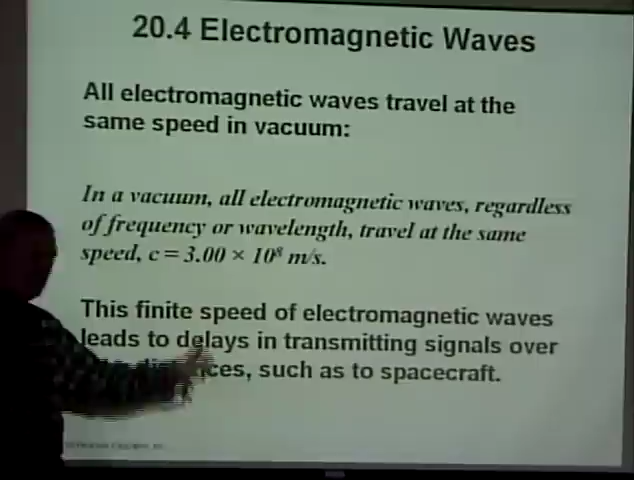 20.4 Electromagnetic Waves
All electromagnetic waves travel at the
same speed in vacuum:
In a vacuum, all electromagnetic waves, regardless
of frequency or wavelength, travel at the same
speed, c = 3.00 × 10⁸ m/s.
This finite speed of electromagnetic waves
leads to delays in transmitting signals over
such as to spacecraft.